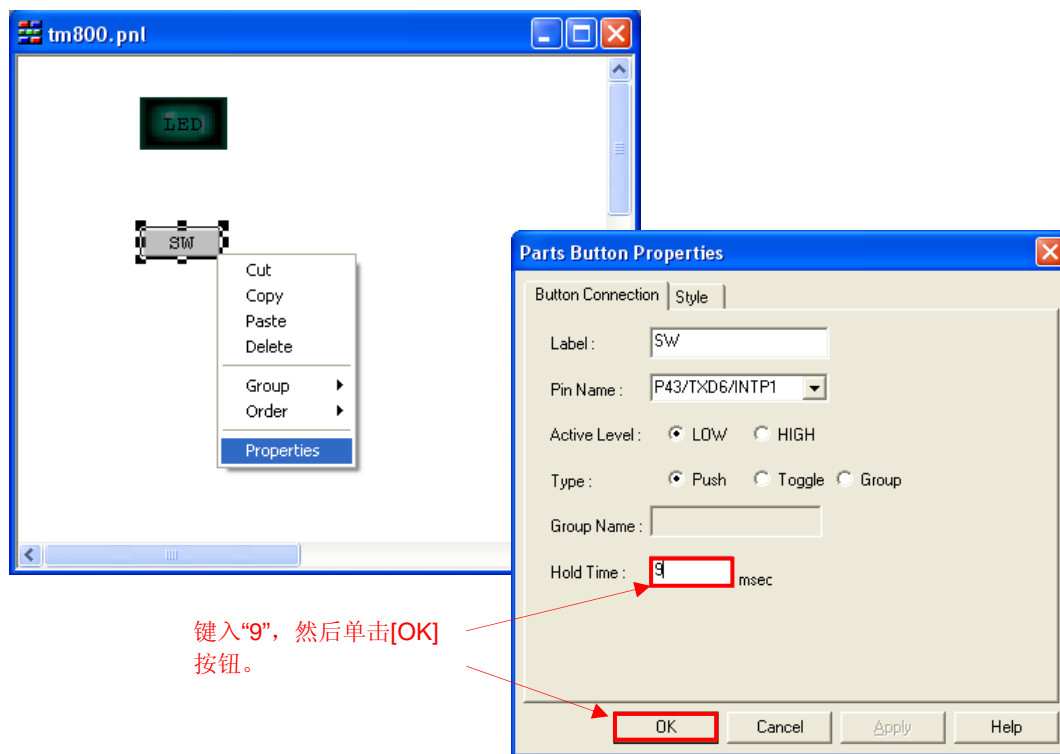 tm800.pnl
LED
SW
Cut
Copy
Paste
Delete
Group
Order
Properties
Parts Button Properties
Button Connection
Style
Label :
SW
Pin Name :
P43/TXD6/INTP1
Active Level :
LOW
HIGH
Type :
Push
Toggle
Group
Group Name :
Hold Time :
9
msec
键入“9”，然后单击[OK]
按钮。
OK
Cancel
Apply
Help